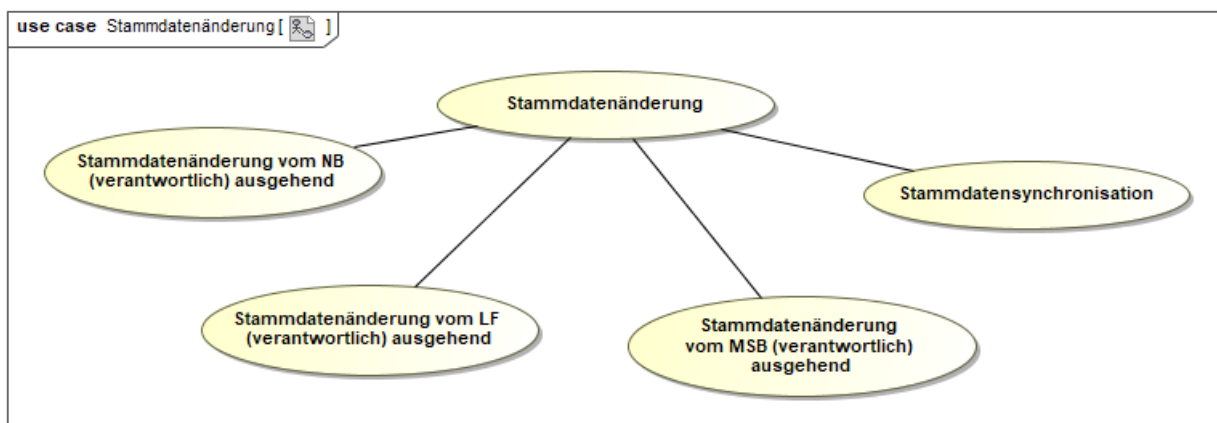 use case Stammdatenänderung[ ]
Stammdatenänderung
Stammdatenänderung vom NB
(verantwortlich) ausgehend
Stammdatensynchronisation
Stammdatenänderung vom LF
(verantwortlich) ausgehend
Stammdatenänderung
vom MSB (verantwortlich)
ausgehend